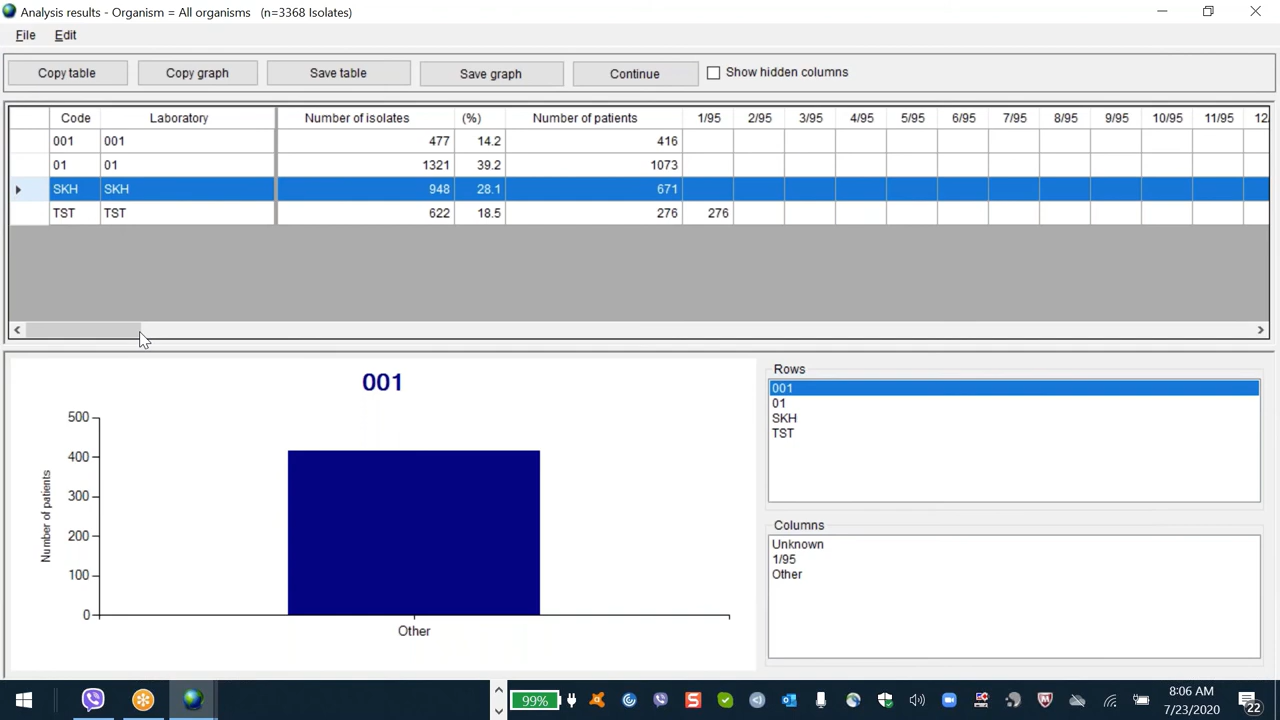 Analysis results - Organism = All organisms (n=3368 Isolates)
File Edit
Copy table Copy graph Save table Save graph Continue Show hidden columns
Code Laboratory Number of isolates (%) Number of patients 1/95 2/95 3/95 4/95 5/95 6/95 7/95 8/95 9/95 10/95 11/95 12
001 001 477 14.2 416
01 01 1321 39.2 1073
SKH SKH 948 28.1 671
TST TST 622 18.5 276 276
001
500
400
300
200
100
0
Number of patients
Other
Rows
001
01
SKH
TST
Columns
Unknown
1/95
Other
99%
8:06 AM
7/23/2020
22